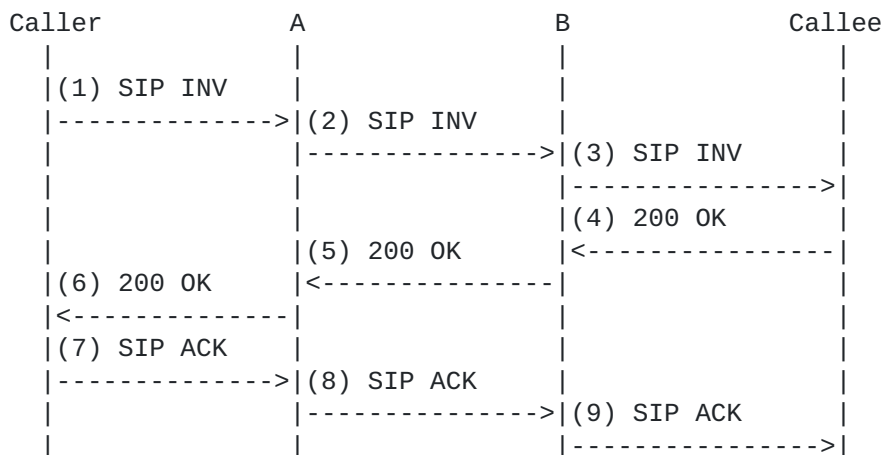 Caller A B Callee
(1) SIP INV
(2) SIP INV
(3) SIP INV
(4) 200 OK
(5) 200 OK
(6) 200 OK
(7) SIP ACK
(8) SIP ACK
(9) SIP ACK